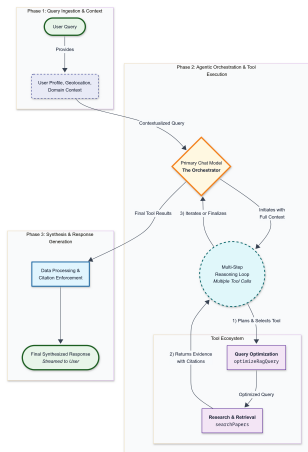 Phase 1: Query Ingestion & Context
User Query
Provides
User Profile, Geolocation,
Domain Context
Phase 2: Agentic Orchestration & Tool
Execution
Contextualized Query
Primary Chat Model
The Orchestrator
Final Tool Results
3) Iterates or Finalizes
Initiates with
Full Context
Phase 3: Synthesis & Response
Generation
Data Processing &
Citation Enforcement
Multi-Step
Reasoning Loop
Multiple Tool Calls
1) Plans & Selects Tool
Tool Ecosystem
Final Synthesized Response
Streamed to User
2) Returns Evidence
with Citations
Query Optimization
optimizeRagQuery
Optimized Query
Research & Retrieval
searchPapers